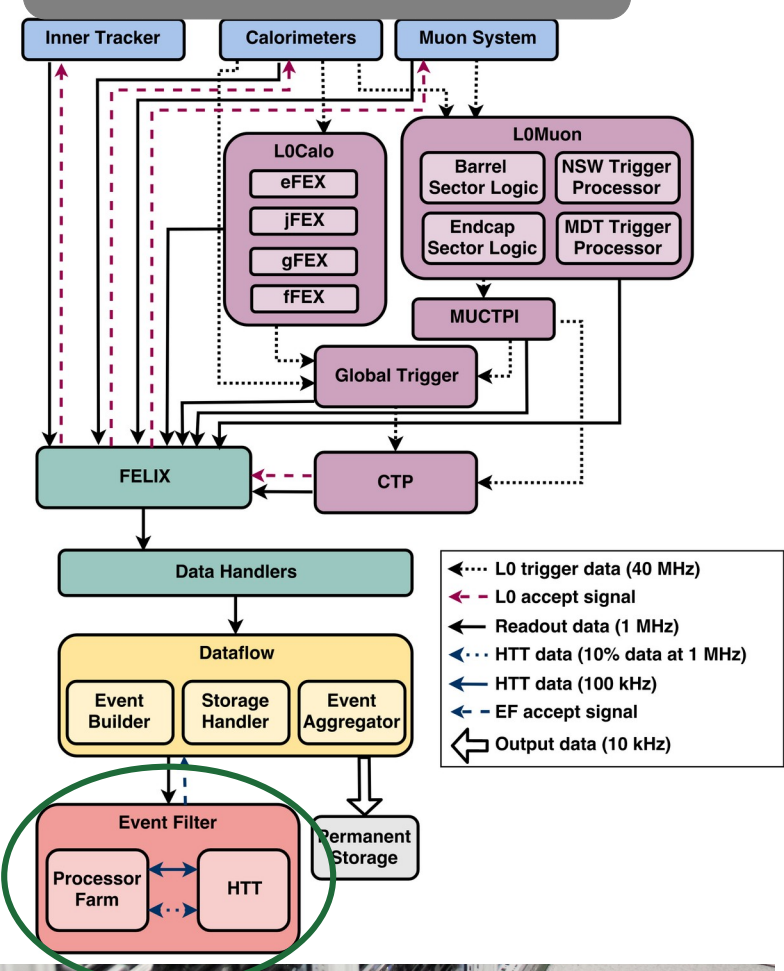 Inner Tracker
Calorimeters
Muon System
L0Calo
eFEX
jFEX
gFEX
fFEX
L0Muon
Barrel
Sector Logic
NSW Trigger
Processor
Endcap
Sector Logic
MDT Trigger
Processor
MUCTPI
Global Trigger
FELIX
CTP
Data Handlers
Dataflow
Event
Builder
Storage
Handler
Event
Aggregator
L0 trigger data (40 MHz)
L0 accept signal
Readout data (1 MHz)
HTT data (10% data at 1 MHz)
HTT data (100 kHz)
EF accept signal
Output data (10 kHz)
Event Filter
Processor
Farm
HTT
Permanent
Storage